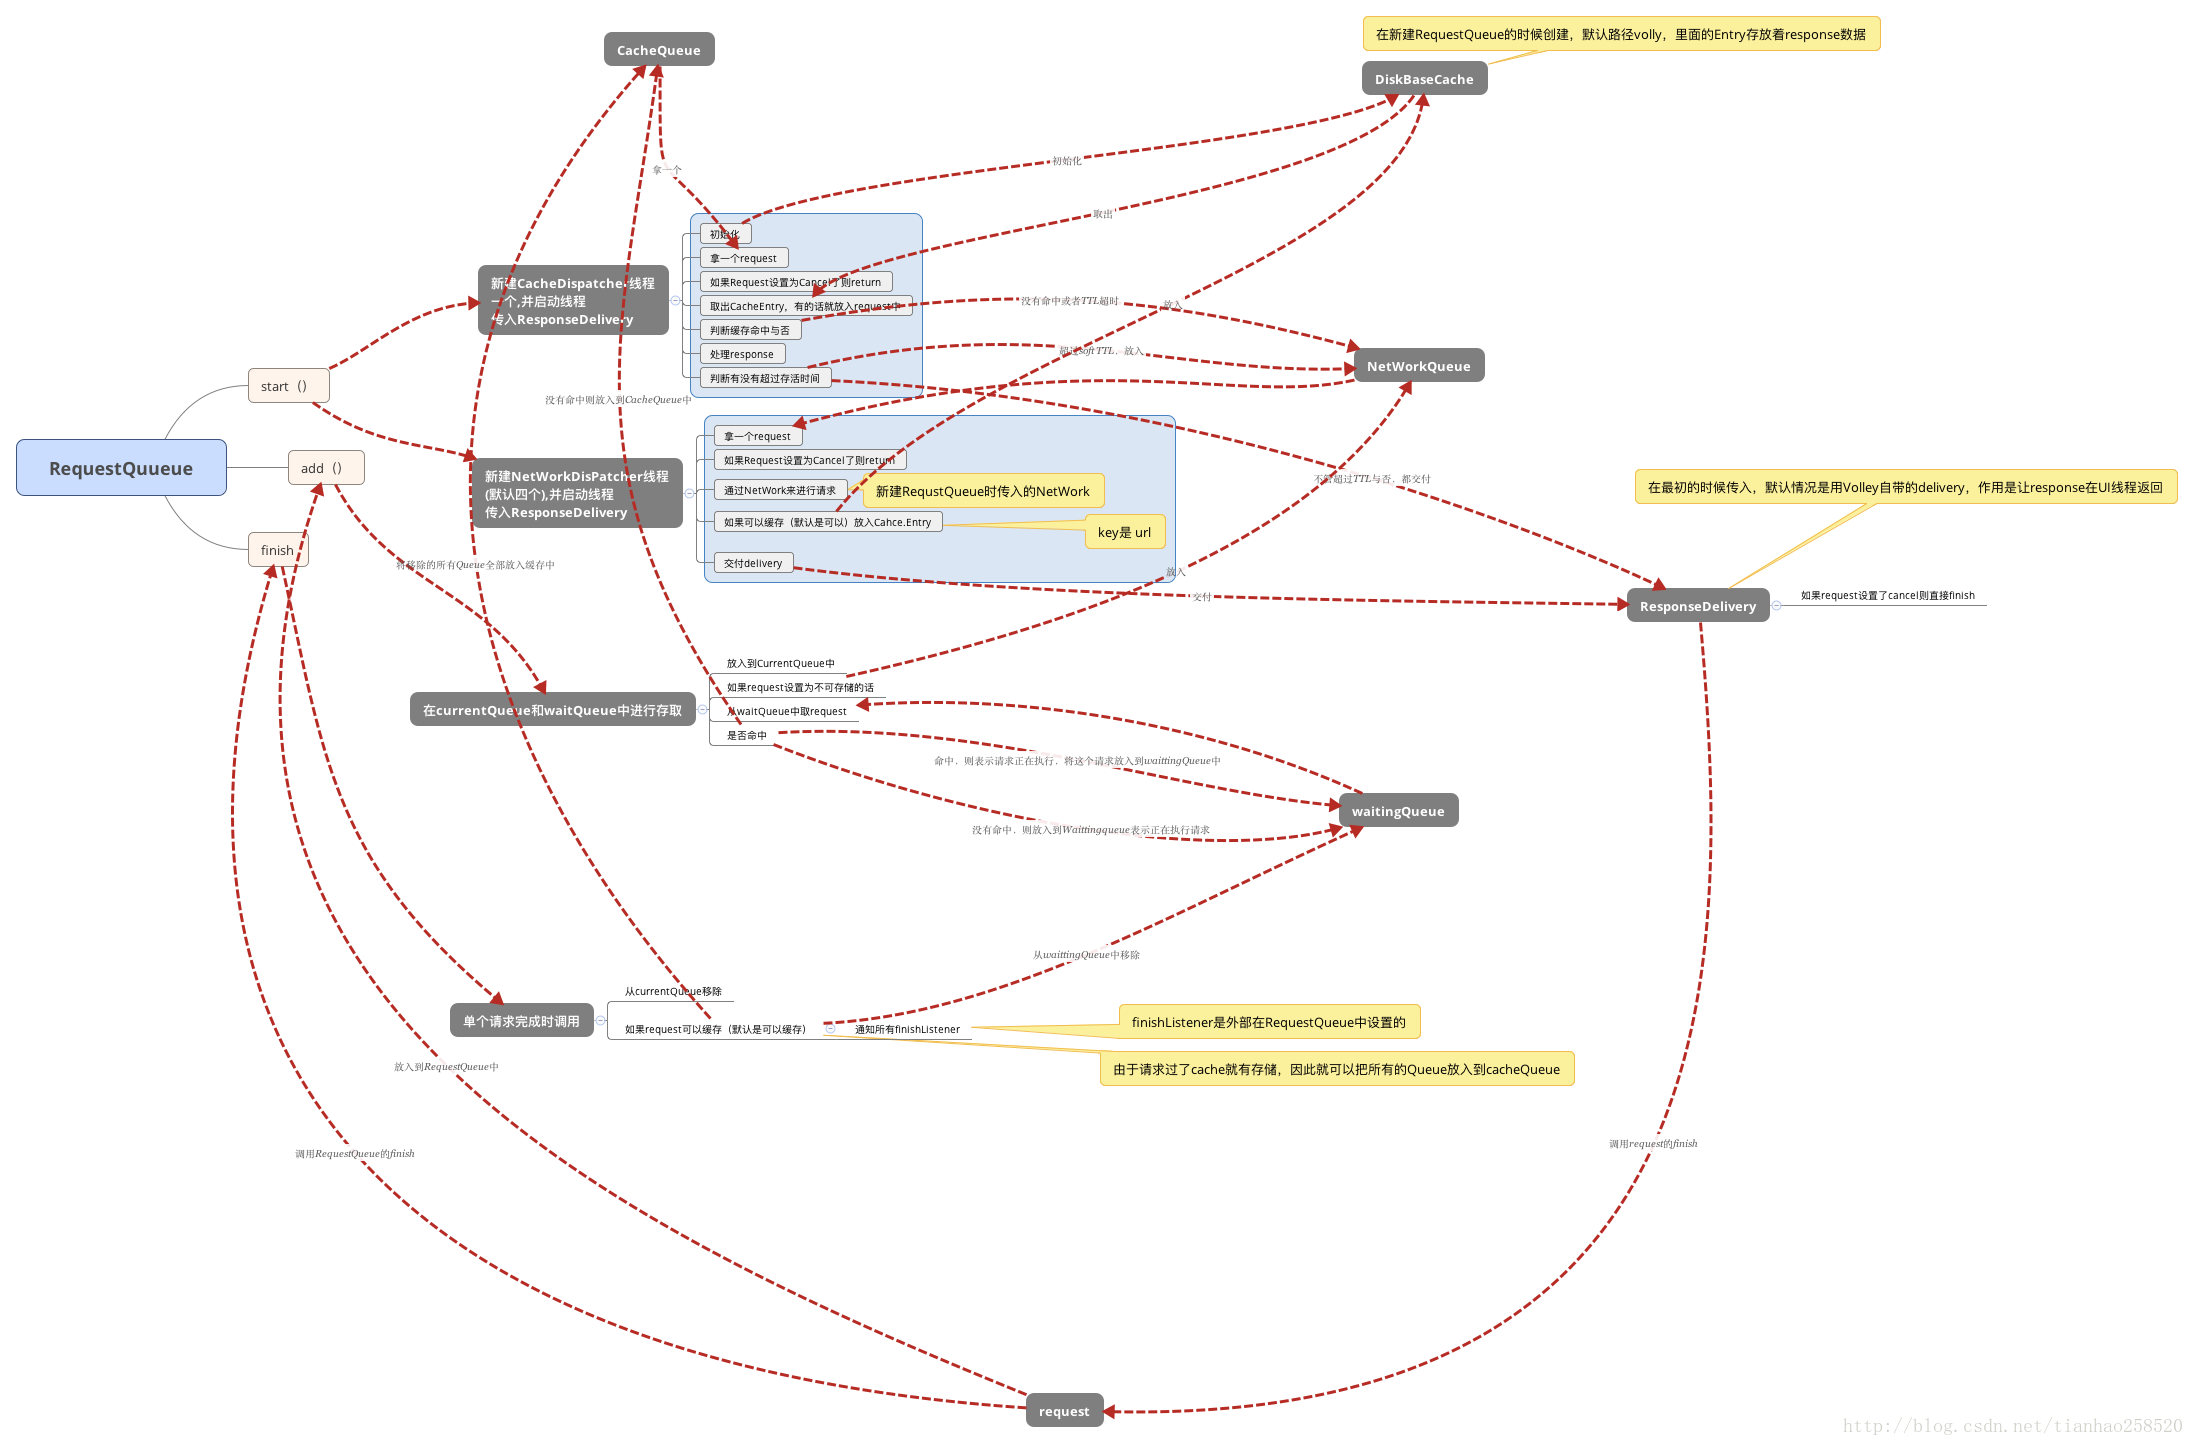 在新建RequestQueue的时候创建，默认路径volly，里面的Entry存放着response数据
CacheQueue
DiskBaseCache
初始化
拿一个
取出
初始化
拿一个request
如果Request设置为Cancel了则return
取出CacheEntry，有的话就放入request中
判断缓存命中与否
处理response
判断有没有超过存活时间
新建CacheDispatcher线程
一个,并启动线程
传入ResponseDelivery
没有命中或者TTL超时
放入
超过softTTL，放入
NetWorkQueue
start（）
没有命中则放入到CacheQueue中
RequestQuueue
add（）
finish
新建NetWorkDisPatcher线程
(默认四个),并启动线程
传入ResponseDelivery
拿一个request
如果Request设置为Cancel了则return
通过NetWork来进行请求
新建RequstQueue时传入的NetWork
如果可以缓存（默认是可以）放入Cahce.Entry
key是 url
交付delivery
不管超过TTL与否，都交付
在最初的时候传入，默认情况是用Volley自带的delivery，作用是让response在UI线程返回
将移除的所有Queue全部放入缓存中
放入
交付
ResponseDelivery
如果request设置了cancel则直接finish
在currentQueue和waitQueue中进行存取
放入到CurrentQueue中
如果request设置为不可存储的话
从waitQueue中取request
是否命中
命中，则表示请求正在执行，将这个请求放入到waittingQueue中
waitingQueue
没有命中，则放入到Waittingqueue表示正在执行请求
从waittingQueue中移除
单个请求完成时调用
从currentQueue移除
如果request可以缓存（默认是可以缓存）
通知所有finishListener
finishListener是外部在RequestQueue中设置的
由于请求过了cache就有存储，因此就可以把所有的Queue放入到cacheQueue
放入到RequestQueue中
调用RequestQueue的finish
调用request的finish
request
http://blog.csdn.net/tianhao258520